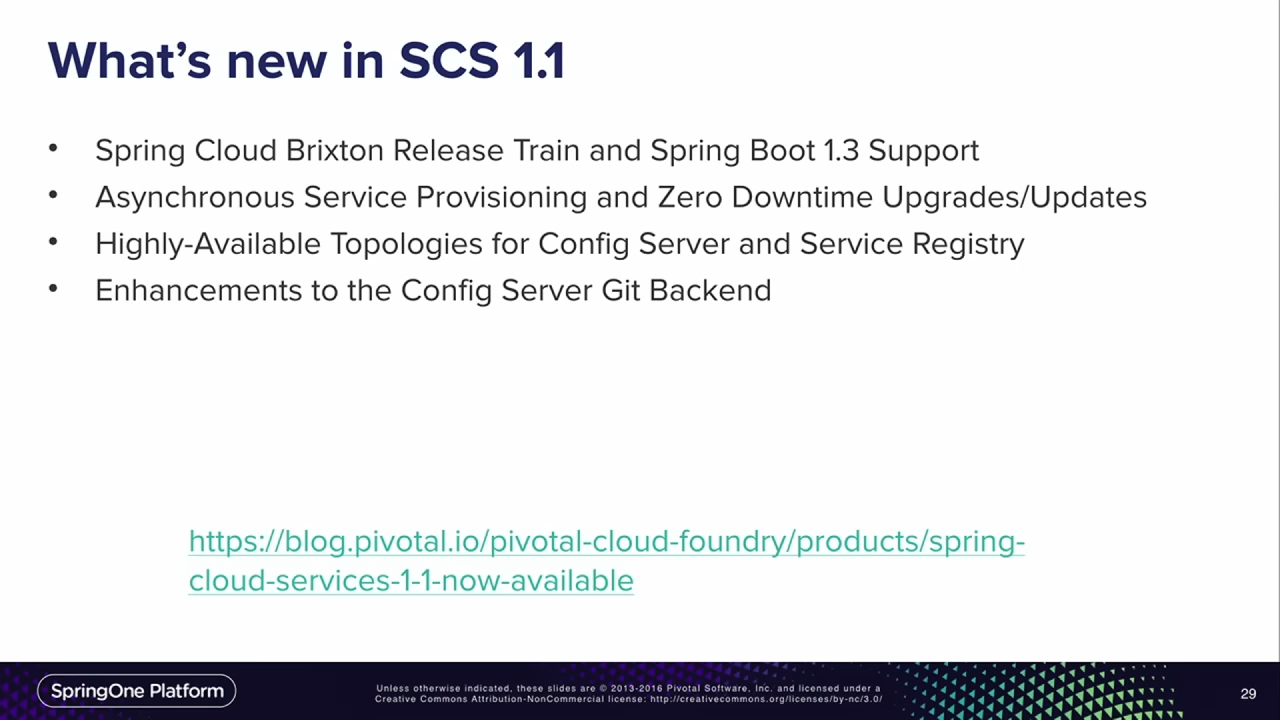 What's new in SCS 1.1
• Spring Cloud Brixton Release Train and Spring Boot 1.3 Support
• Asynchronous Service Provisioning and Zero Downtime Upgrades/Updates
• Highly-Available Topologies for Config Server and Service Registry
• Enhancements to the Config Server Git Backend
https://blog.pivotal.io/pivotal-cloud-foundry/products/spring-
cloud-services-1-1-now-available
SpringOne Platform
Unless otherwise indicated, these slides are © 2013-2016 Pivotal Software, Inc. and licensed under a
Creative Commons Attribution-NonCommercial license: http://creativecommons.org/licenses/by-nc/3.0/
29